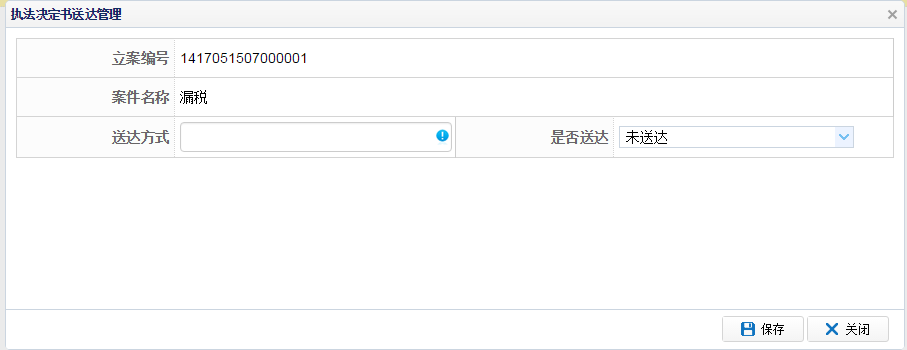 执法决定书送达管理
立案编号 1417051507000001
案件名称 漏税
送达方式 是否送达 未送达
保存 关闭